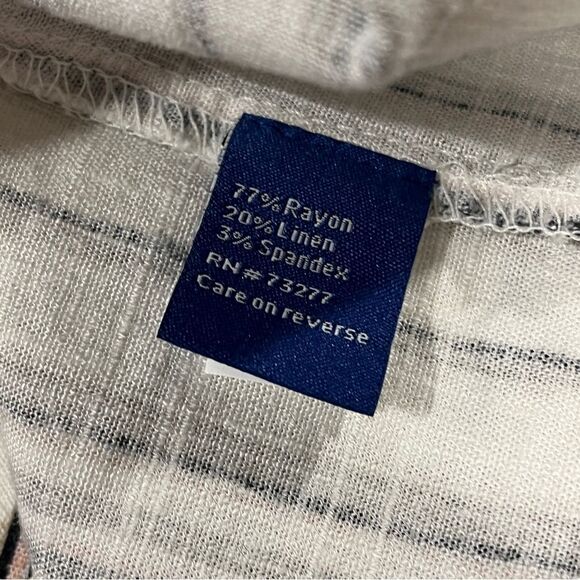 77% Rayon
20% Linen
3% Spandex
RN # 73277
Care on reverse